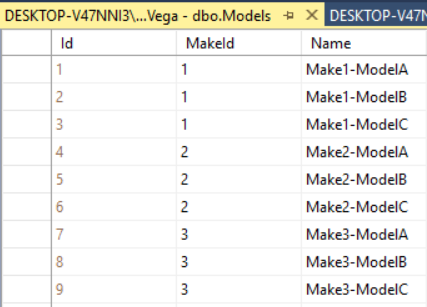 DESKTOP-V47NNI3\...Vega - dbo.Models DESKTOP-V47N
Id MakeId Name
1 1 Make1-ModelA
2 1 Make1-ModelB
3 1 Make1-ModelC
4 2 Make2-ModelA
5 2 Make2-ModelB
6 2 Make2-ModelC
7 3 Make3-ModelA
8 3 Make3-ModelB
9 3 Make3-ModelC